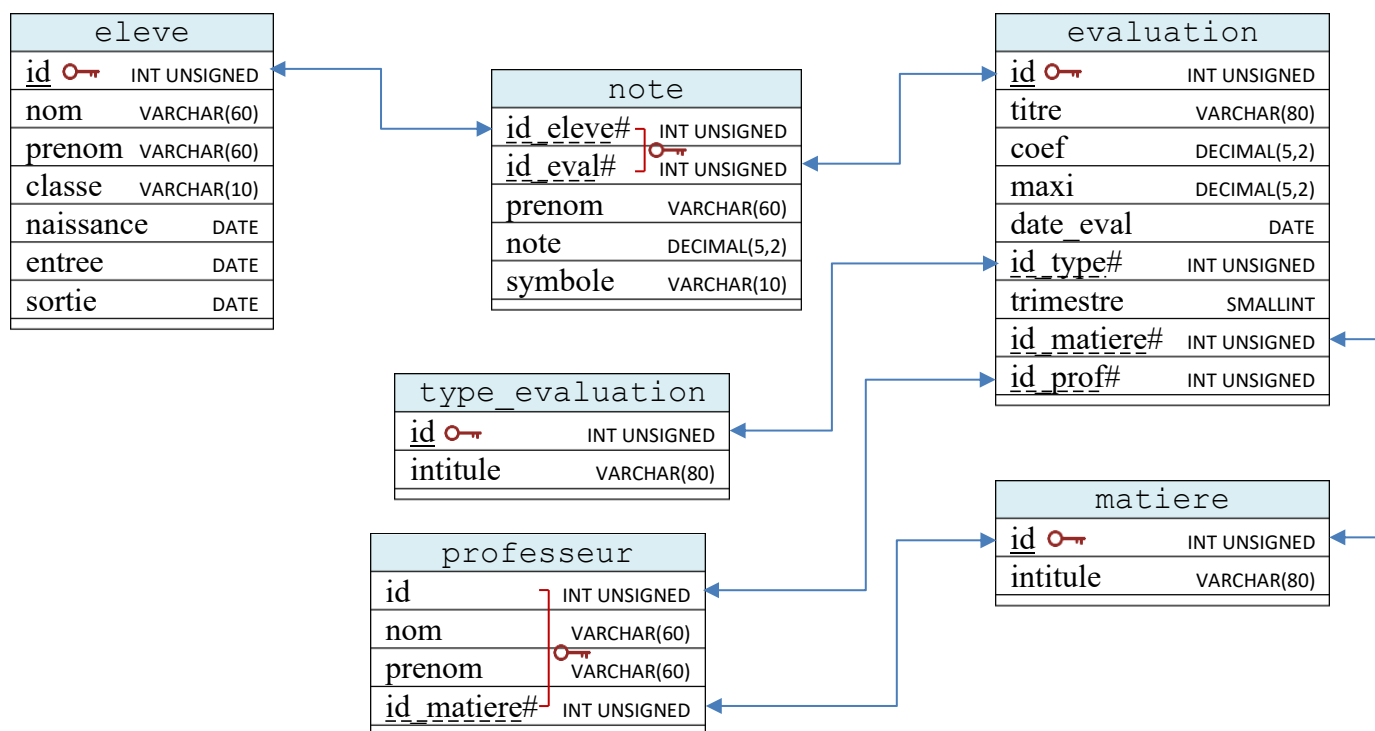 eleve
id INT UNSIGNED
nom VARCHAR(60)
prenom VARCHAR(60)
classe VARCHAR(10)
naissance DATE
entree DATE
sortie DATE
note
id_eleve# INT UNSIGNED
id_eval# INT UNSIGNED
prenom VARCHAR(60)
note DECIMAL(5,2)
symbole VARCHAR(10)
evaluation
id INT UNSIGNED
titre VARCHAR(80)
coef DECIMAL(5,2)
maxi DECIMAL(5,2)
date_eval DATE
id_type# INT UNSIGNED
trimestre SMALLINT
id_matiere# INT UNSIGNED
id_prof# INT UNSIGNED
type_evaluation
id INT UNSIGNED
intitule VARCHAR(80)
professeur
id INT UNSIGNED
nom VARCHAR(60)
prenom VARCHAR(60)
id_matiere# INT UNSIGNED
matiere
id INT UNSIGNED
intitule VARCHAR(80)